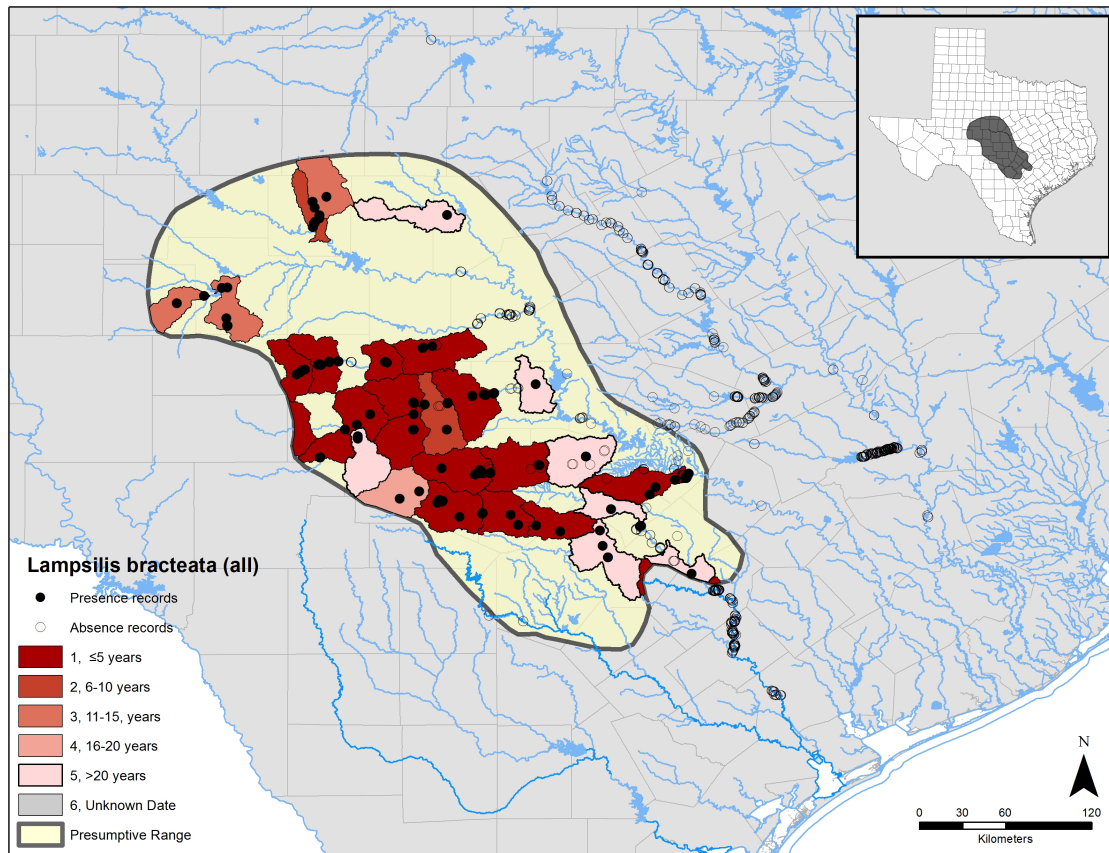 Lampsilis bracteata (all)
Presence records
Absence records
1, ≤5 years
2, 6-10 years
3, 11-15, years
4, 16-20 years
5, >20 years
6, Unknown Date
Presumptive Range
N
0 30 60 120
Kilometers